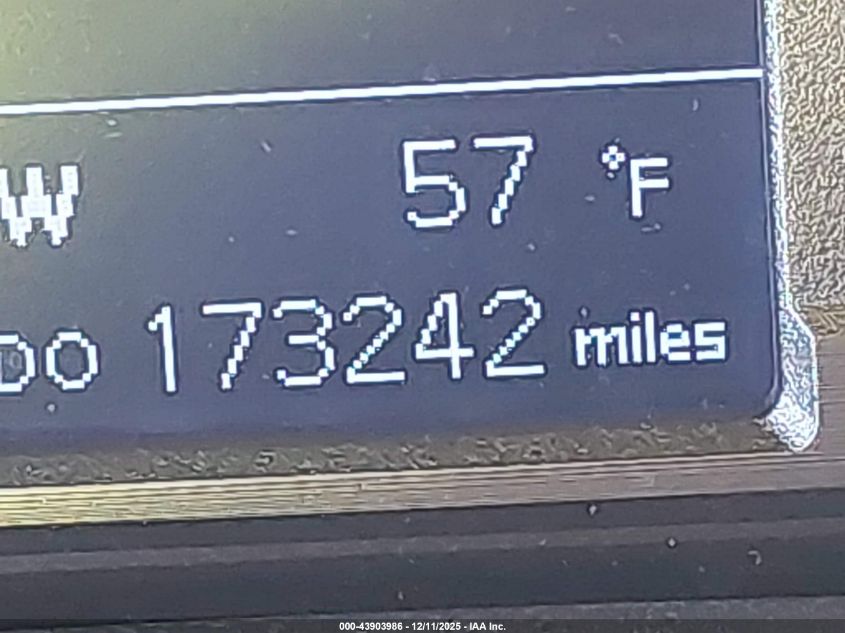 W 57 °F
DO 173242 miles
000-43903986 - 12/11/2025 - IAA Inc.